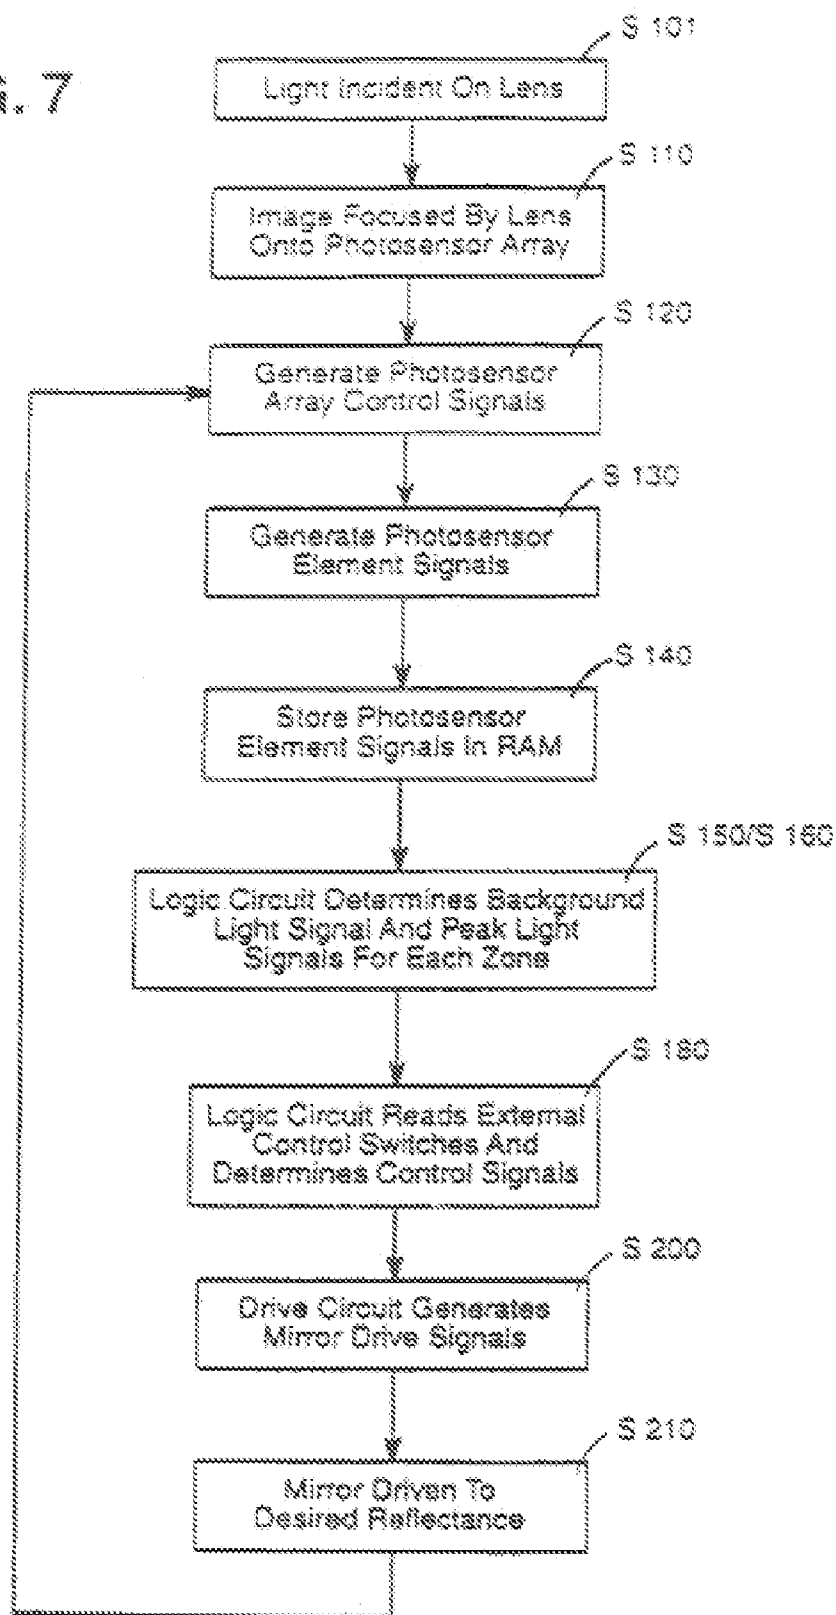 G. 7
S 101
Light Incident On Lens
S 110
Image Focused By Lens
Onto Photosensor Array
S 120
Generate Photosensor
Array Control Signals
S 130
Generate Photosensor
Element Signals
S 140
Store Photosensor
Element Signals In RAM
S 150/S 160
Logic Circuit Determines Background
Light Signal And Peak Light
Signals For Each Zone
S 180
Logic Circuit Reads External
Control Switches And
Determines Control Signals
S 200
Drive Circuit Generates
Mirror Drive Signals
S 210
Mirror Driven To
Desired Reflectance